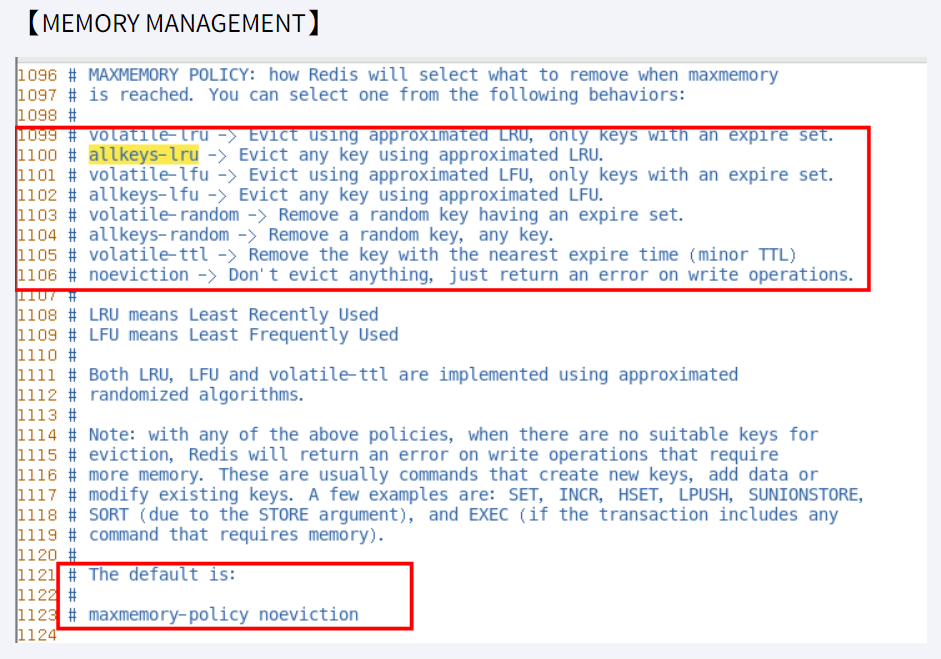 【MEMORY MANAGEMENT】
1096 # MAXMEMORY POLICY: how Redis will select what to remove when maxmemory
1097 # is reached. You can select one from the following behaviors:
1098 #
1099 # volatile-lru -> Evict using approximated LRU, only keys with an expire set.
1100 # allkeys-lru -> Evict any key using approximated LRU.
1101 # volatile-lfu -> Evict using approximated LFU, only keys with an expire set.
1102 # allkeys-lfu -> Evict any key using approximated LFU.
1103 # volatile-random -> Remove a random key having an expire set.
1104 # allkeys-random -> Remove a random key, any key.
1105 # volatile-ttl -> Remove the key with the nearest expire time (minor TTL)
1106 # noeviction -> Don't evict anything, just return an error on write operations.
1107 #
1108 # LRU means Least Recently Used
1109 # LFU means Least Frequently Used
1110 #
1111 # Both LRU, LFU and volatile-ttl are implemented using approximated
1112 # randomized algorithms.
1113 #
1114 # Note: with any of the above policies, when there are no suitable keys for
1115 # eviction, Redis will return an error on write operations that require
1116 # more memory. These are usually commands that create new keys, add data or
1117 # modify existing keys. A few examples are: SET, INCR, HSET, LPUSH, SUNIONSTORE,
1118 # SORT (due to the STORE argument), and EXEC (if the transaction includes any
1119 # command that requires memory).
1120 #
1121 # The default is:
1122 #
1123 # maxmemory-policy noeviction
1124